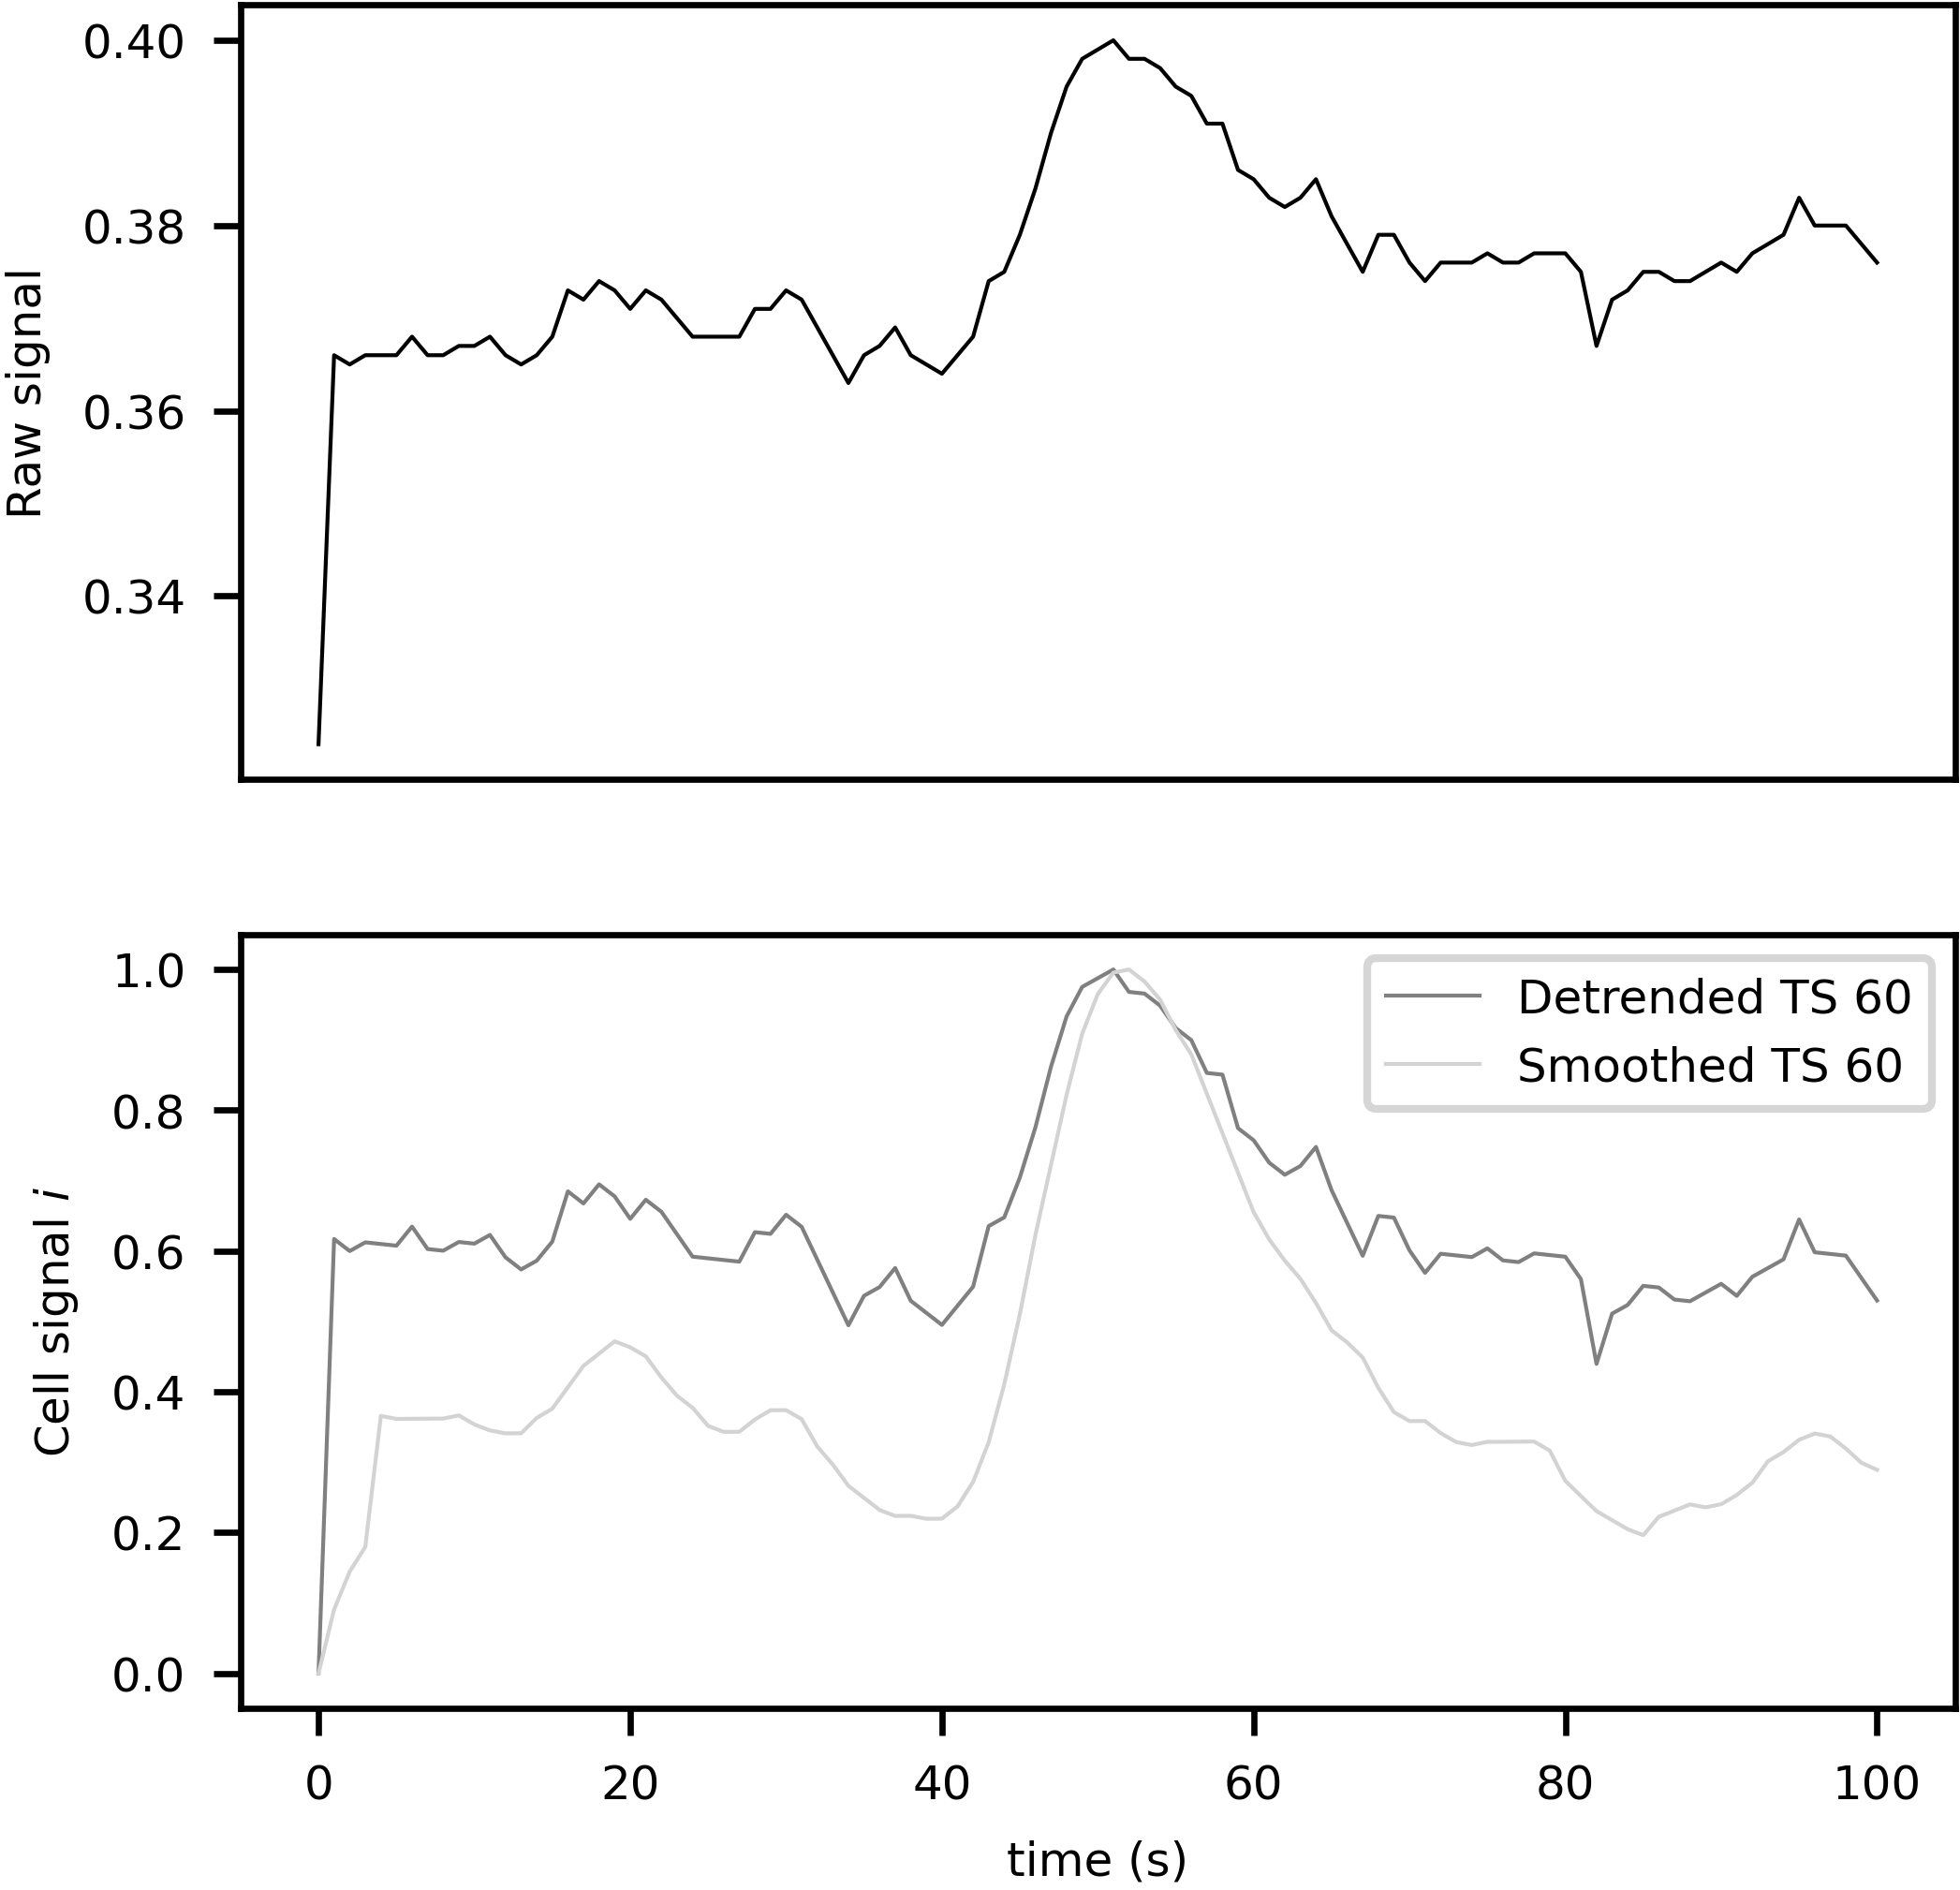 0.40
0.38
0.36
0.34
Raw signal
1.0
0.8
0.6
0.4
0.2
0.0
Cell signal i
Detrended TS 60
Smoothed TS 60
0 20 40 60 80 100
time (s)